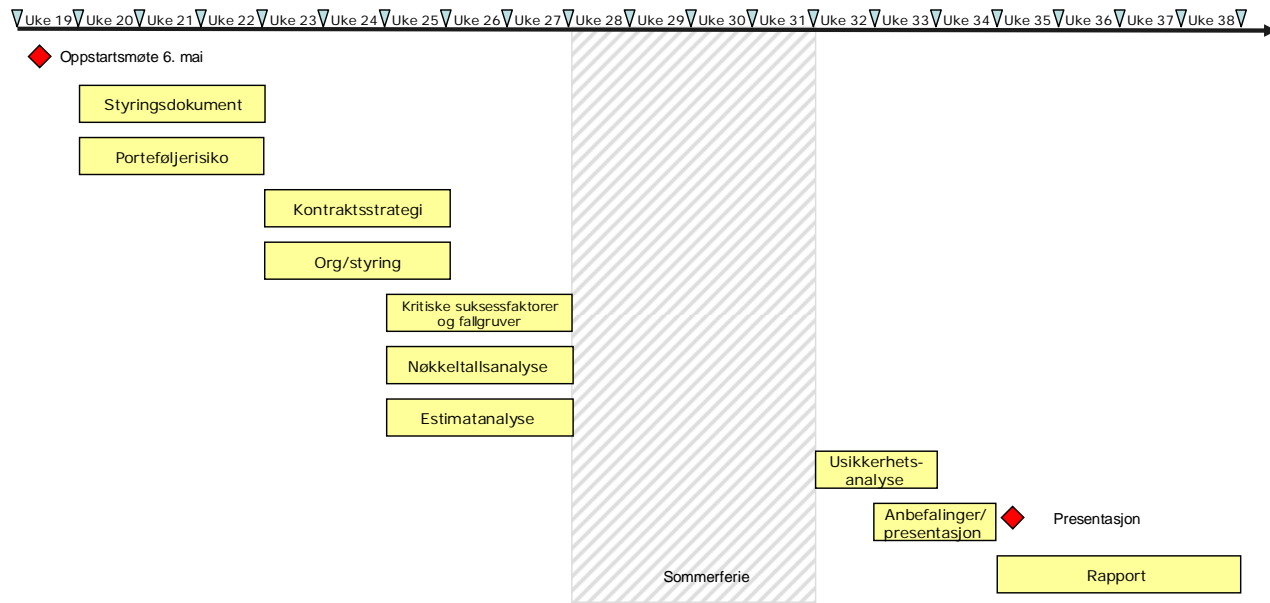 Uke 19 Uke 20 Uke 21 Uke 22 Uke 23 Uke 24 Uke 25 Uke 26 Uke 27 Uke 28 Uke 29 Uke 30 Uke 31 Uke 32 Uke 33 Uke 34 Uke 35 Uke 36 Uke 37 Uke 38
Oppstartsmøte 6. mai
Styringsdokument
Porteføljerisiko
Kontraktsstrategi
Org/styring
Kritiske suksessfaktorer
og fallgruver
Nøkkeltallsanalyse
Estimatanalyse
Usikkerhets-
analyse
Anbefalinger/
presentasjon
Presentasjon
Sommerferie
Rapport